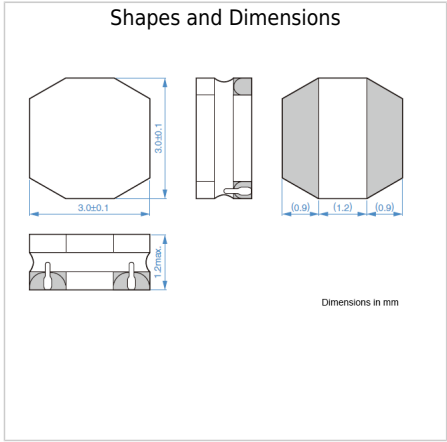 Shapes and Dimensions
3.0±0.1
3.0±0.1
(0.9)
(1.2)
(0.9)
1.2max.
Dimensions in mm